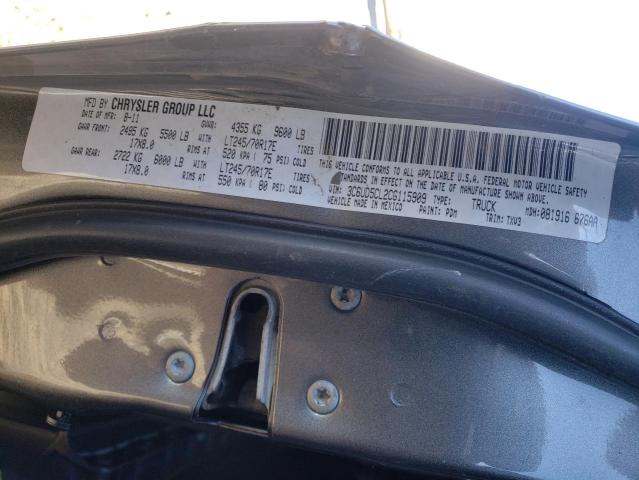 MFD BY CHRYSLER GROUP LLC
DATE OF MFR: 8-11 GVWR: 4355 KG 9600 LB
GAWR FRONT: 2495 KG 5500 LB WITH LT245/70R17E TIRES
17X8.0 RIMS AT 520 KPA ( 75 PSI) COLD
GAWR REAR: 2722 KG 6000 LB WITH LT245/70R17E TIRES
17X8.0 RIMS AT 550 KPA ( 80 PSI) COLD
THIS VEHICLE CONFORMS TO ALL APPLICABLE U.S.A. FEDERAL MOTOR VEHICLE SAFETY
STANDARDS IN EFFECT ON THE DATE OF MANUFACTURE SHOWN ABOVE.
VIN: 3C6UD5CL2CG115909 TYPE: TRUCK MDH: 081916 676AA
VEHICLE MADE IN MEXICO PAINT: PDM TRIM: TXV3